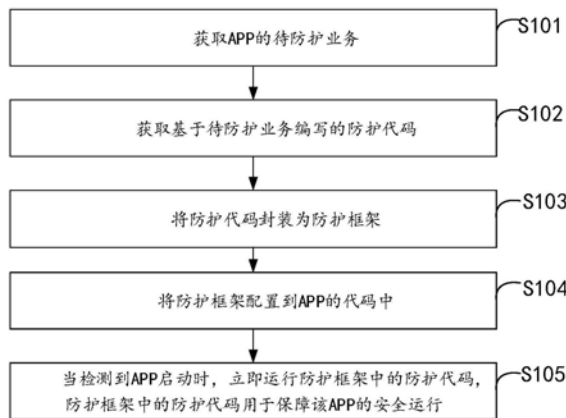 获取APP的待防护业务
S101
获取基于待防护业务编写的防护代码
S102
将防护代码封装为防护框架
S103
将防护框架配置到APP的代码中
S104
当检测到APP启动时，立即运行防护框架中的防护代码，
防护框架中的防护代码用于保障该APP的安全运行
S105